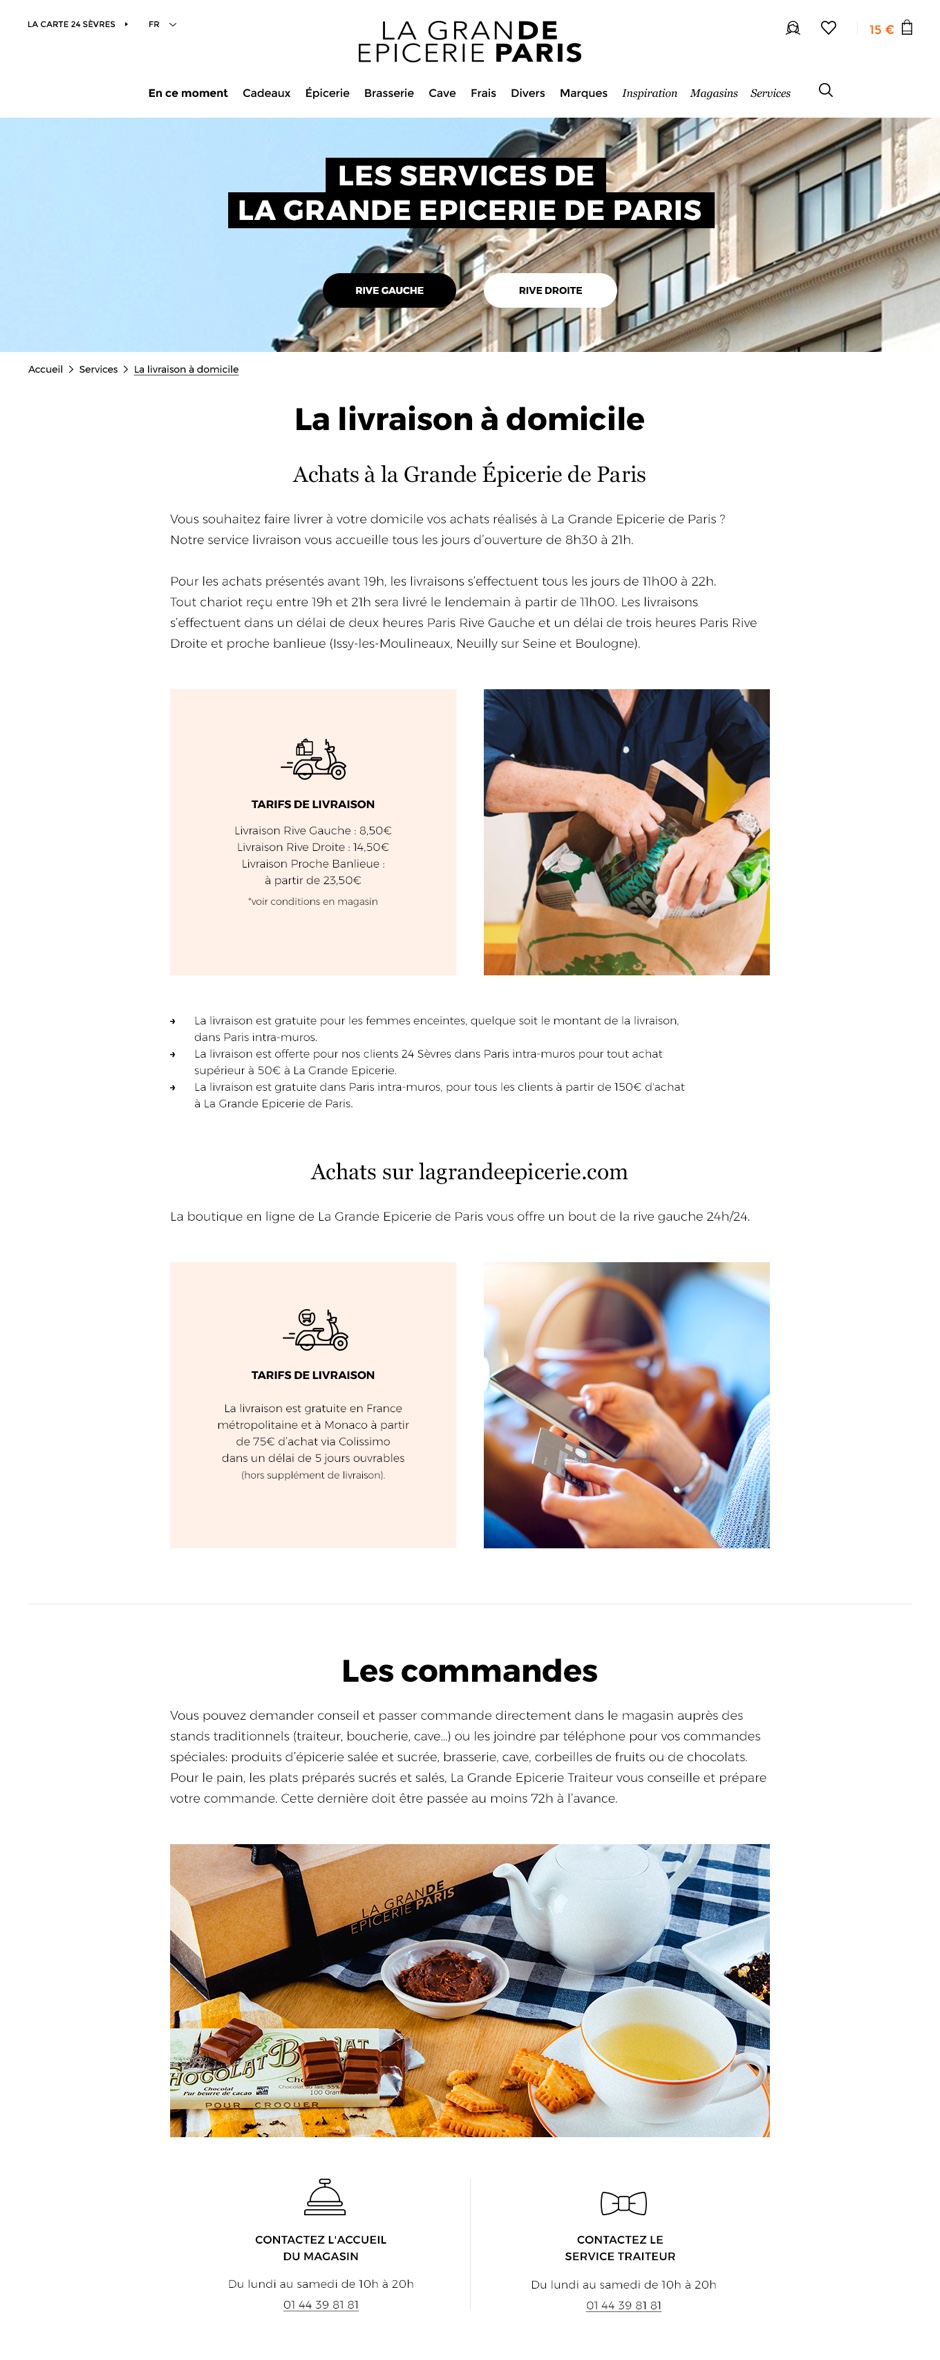 LA CARTE 24 SÈVRES
FR
LA GRANDE
EPICERIE PARIS
15 €
En ce moment Cadeaux Épicerie Brasserie Cave Frais Divers Marques Inspiration Magasins Services
LES SERVICES DE
LA GRANDE EPICERIE DE PARIS
RIVE GAUCHE
RIVE DROITE
Accueil > Services > La livraison à domicile
La livraison à domicile
Achats à la Grande Épicerie de Paris
Vous souhaitez faire livrer à votre domicile vos achats réalisés à La Grande Epicerie de Paris ?
Notre service livraison vous accueille tous les jours d'ouverture de 8h30 à 21h.
Pour les achats présentés avant 19h, les livraisons s'effectuent tous les jours de 11h00 à 22h.
Tout chariot reçu entre 19h et 21h sera livré le lendemain à partir de 11h00. Les livraisons
s'effectuent dans un délai de deux heures Paris Rive Gauche et un délai de trois heures Paris Rive
Droite et proche banlieue (Issy-les-Moulineaux, Neuilly sur Seine et Boulogne).
TARIFS DE LIVRAISON
Livraison Rive Gauche : 8,50€
Livraison Rive Droite : 14,50€
Livraison Proche Banlieue :
à partir de 23,50€
*voir conditions en magasin
La livraison est gratuite pour les femmes enceintes, quelque soit le montant de la livraison,
dans Paris intra-muros.
La livraison est offerte pour nos clients 24 Sèvres dans Paris intra-muros pour tout achat
supérieur à 50€ à La Grande Epicerie.
La livraison est gratuite dans Paris intra-muros, pour tous les clients à partir de 150€ d'achat
à La Grande Epicerie de Paris.
Achats sur lagrandeepicerie.com
La boutique en ligne de La Grande Epicerie de Paris vous offre un bout de la rive gauche 24h/24.
TARIFS DE LIVRAISON
La livraison est gratuite en France
métropolitaine et à Monaco à partir
de 75€ d'achat via Colissimo
dans un délai de 5 jours ouvrables
(hors supplément de livraison).
Les commandes
Vous pouvez demander conseil et passer commande directement dans le magasin auprès des
stands traditionnels (traiteur, boucherie, cave...) ou les joindre par téléphone pour vos commandes
spéciales: produits d'épicerie salée et sucrée, brasserie, cave, corbeilles de fruits ou de chocolats.
Pour le pain, les plats préparés sucrés et salés, La Grande Epicerie Traiteur vous conseille et prépare
votre commande. Cette dernière doit être passée au moins 72h à l'avance.
LA GRANDE
EPICERIE PARIS
Chocolat
Pur beurre de cacao
100 Gram
POUR CROQUER
CONTACTEZ L'ACCUEIL
DU MAGASIN
Du lundi au samedi de 10h à 20h
01 44 39 81 81
CONTACTEZ LE
SERVICE TRAITEUR
Du lundi au samedi de 10h à 20h
01 44 39 81 81